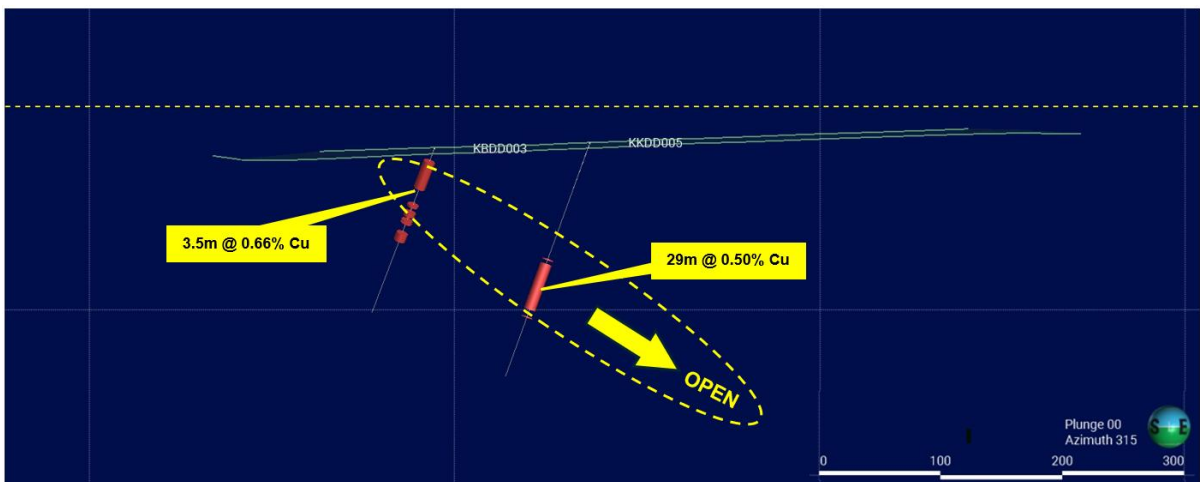 KBDD003
KKDD005
3.5m @ 0.66% Cu
29m @ 0.50% Cu
OPEN
Plunge 00
Azimuth 315
S E
0 100 200 300